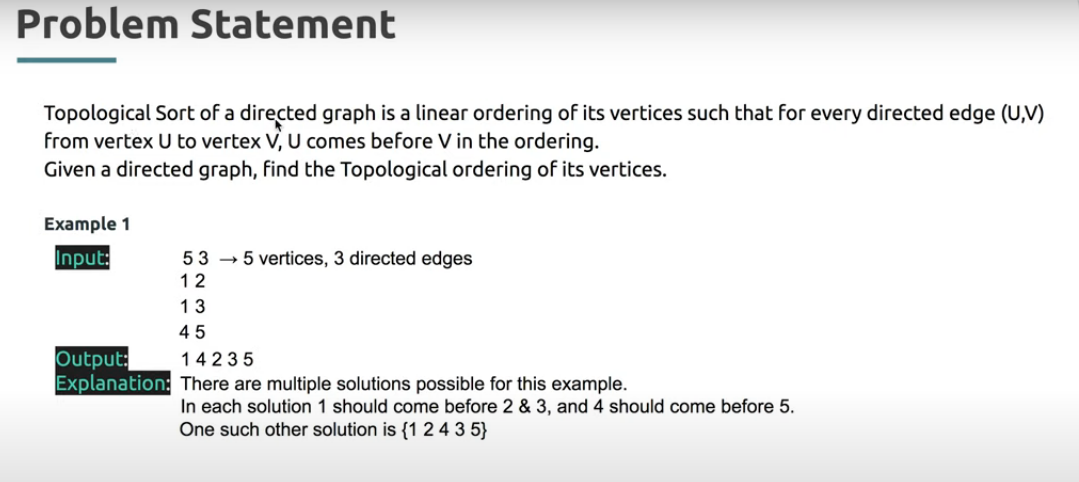 Problem Statement
Topological Sort of a directed graph is a linear ordering of its vertices such that for every directed edge (U,V)
from vertex U to vertex V, U comes before V in the ordering.
Given a directed graph, find the Topological ordering of its vertices.
Example 1
Input: 5 3 → 5 vertices, 3 directed edges
1 2
1 3
4 5
Output: 1 4 2 3 5
Explanation: There are multiple solutions possible for this example.
In each solution 1 should come before 2 & 3, and 4 should come before 5.
One such other solution is {1 2 4 3 5}